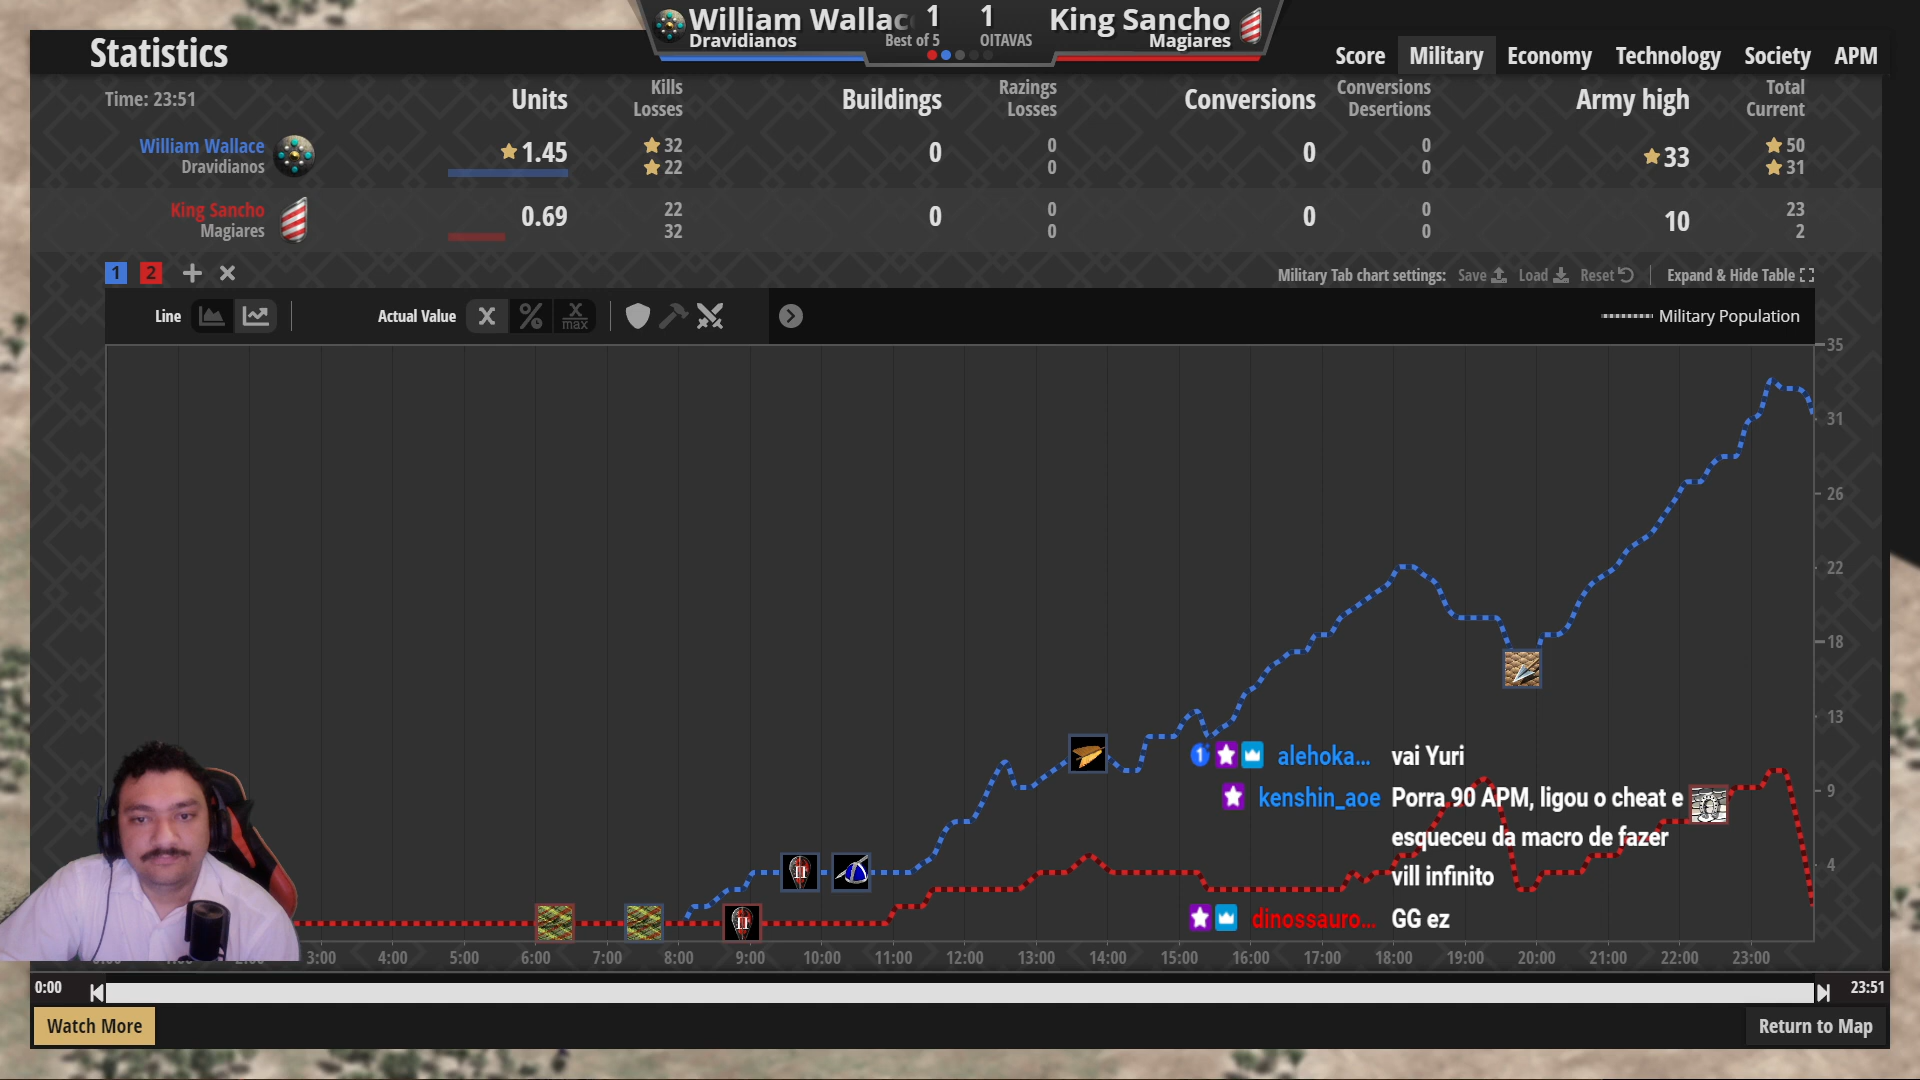 William Wallac
Dravidianos
1
1
Best of 5
OITAVAS
King Sancho
Magiares
Statistics
Score
Military
Economy
Technology
Society
APM
Time: 23:51
Units
Kills
Losses
Buildings
Razings
Losses
Conversions
Conversions
Desertions
Army high
Total
Current
William Wallace
Dravidianos
1.45
32
22
0
0
0
0
0
0
33
50
31
King Sancho
Magiares
0.69
22
32
0
0
0
0
0
0
10
23
2
1 2
Military Tab chart settings: Save Load Reset Expand & Hide Table
Line
Actual Value
X
%
X
max
Military Population
35
31
26
22
18
13
9
4
II
II
1
alehoka... vai Yuri
kenshin_aoe Porra 90 APM, ligou o cheat e
esqueceu da macro de fazer
vill infinito
dinossauro... GG ez
3:00 4:00 5:00 6:00 7:00 8:00 9:00 10:00 11:00 12:00 13:00 14:00 15:00 16:00 17:00 18:00 19:00 20:00 21:00 22:00 23:00
0:00
23:51
Watch More
Return to Map